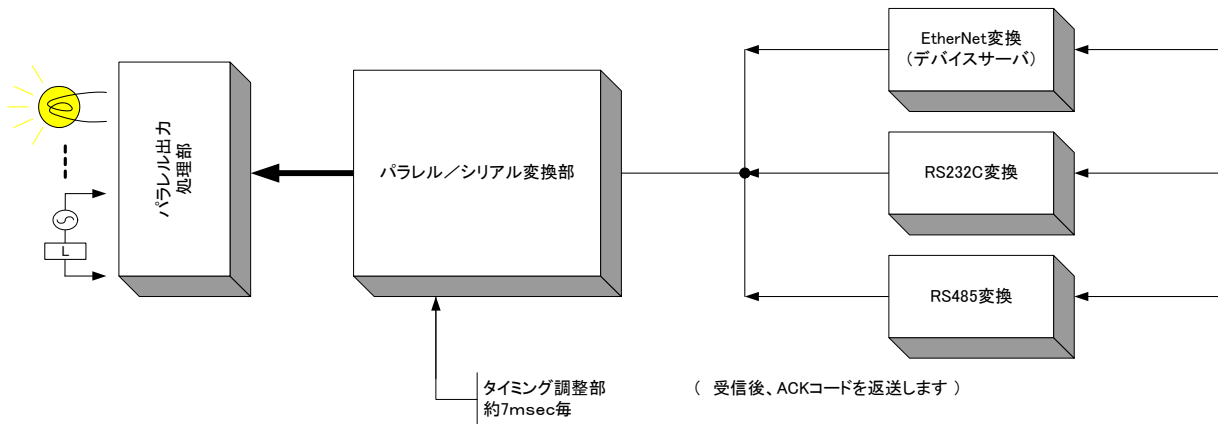 EtherNet変換
（デバイスサーバ）
パラレル出力
処理部
パラレル／シリアル変換部
RS232C変換
L
RS485変換
タイミング調整部
約7msec毎
（ 受信後、ACKコードを返送します ）